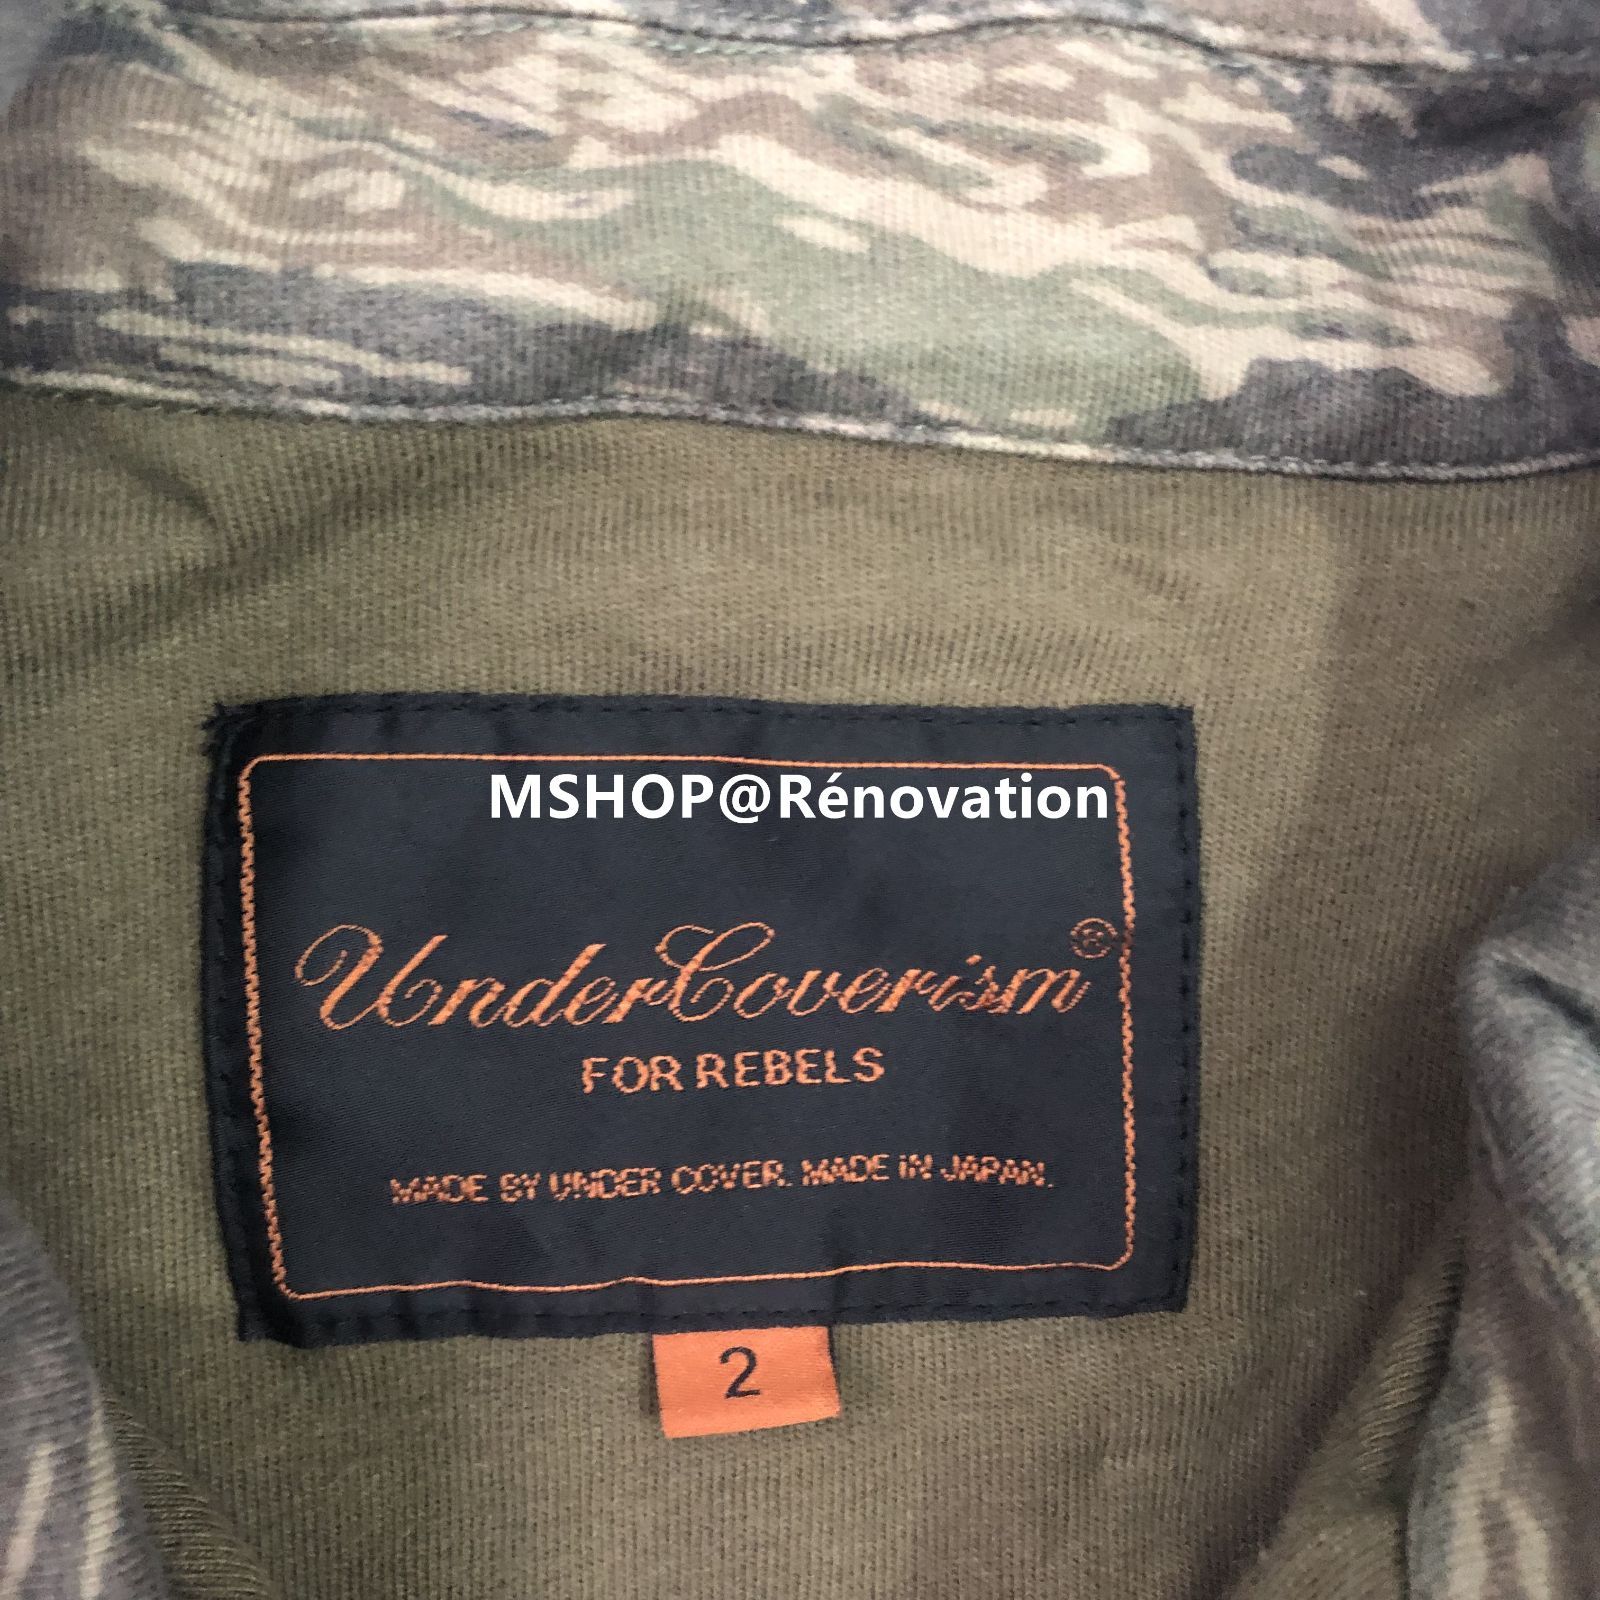 MSHOP@Rénovation
UnderCoverism®
FOR REBELS
MADE BY UNDER COVER. MADE iN JAPAN.
2